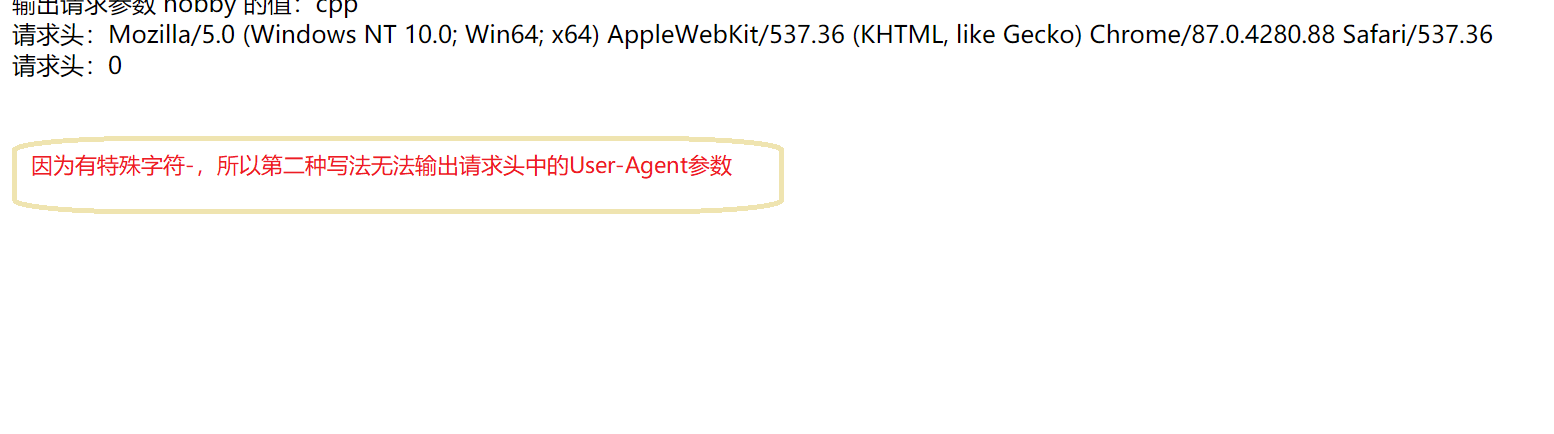 输出请求参数 hobby 的值：cpp
请求头：Mozilla/5.0 (Windows NT 10.0; Win64; x64) AppleWebKit/537.36 (KHTML, like Gecko) Chrome/87.0.4280.88 Safari/537.36
请求头：0
因为有特殊字符-，所以第二种写法无法输出请求头中的User-Agent参数